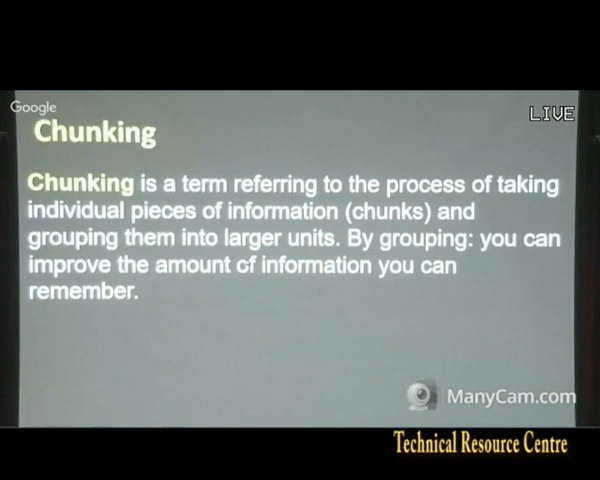 Google
LIVE
Chunking
Chunking is a term referring to the process of taking
individual pieces of information (chunks) and
grouping them into larger units. By grouping: you can
improve the amount of information you can
remember.
ManyCam.com
Technical Resource Centre